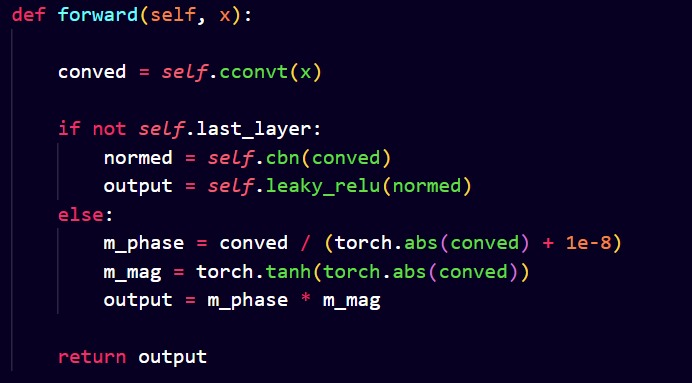 def forward(self, x):
conved = self.cconvt(x)
if not self.last_layer:
normed = self.cbn(conved)
output = self.leaky_relu(normed)
else:
m_phase = conved / (torch.abs(conved) + 1e-8)
m_mag = torch.tanh(torch.abs(conved))
output = m_phase * m_mag
return output